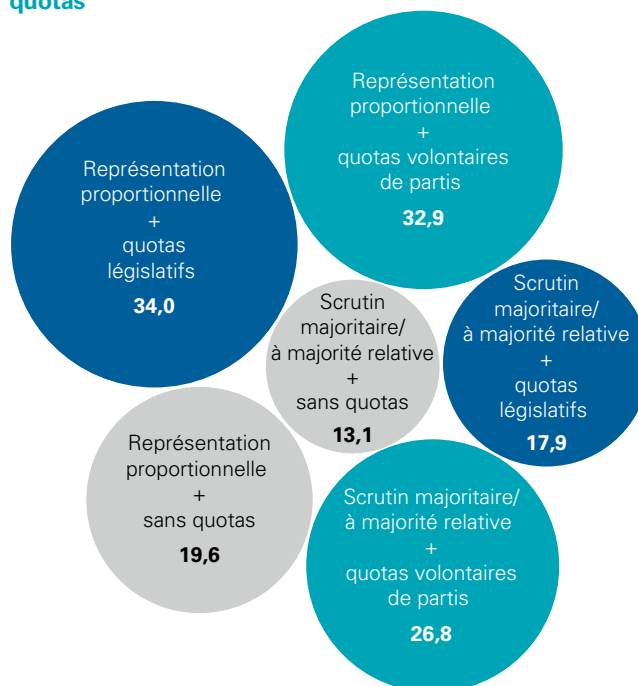 quotas
Représentation
proportionnelle
+
quotas volontaires
de partis
32,9
Représentation
proportionnelle
+
quotas
législatifs
34,0
Scrutin
majoritaire/
à majorité relative
+
quotas
législatifs
17,9
Scrutin
majoritaire/
à majorité relative
+
sans quotas
13,1
Représentation
proportionnelle
+
sans quotas
19,6
Scrutin majoritaire/
à majorité relative
+
quotas volontaires
de partis
26,8